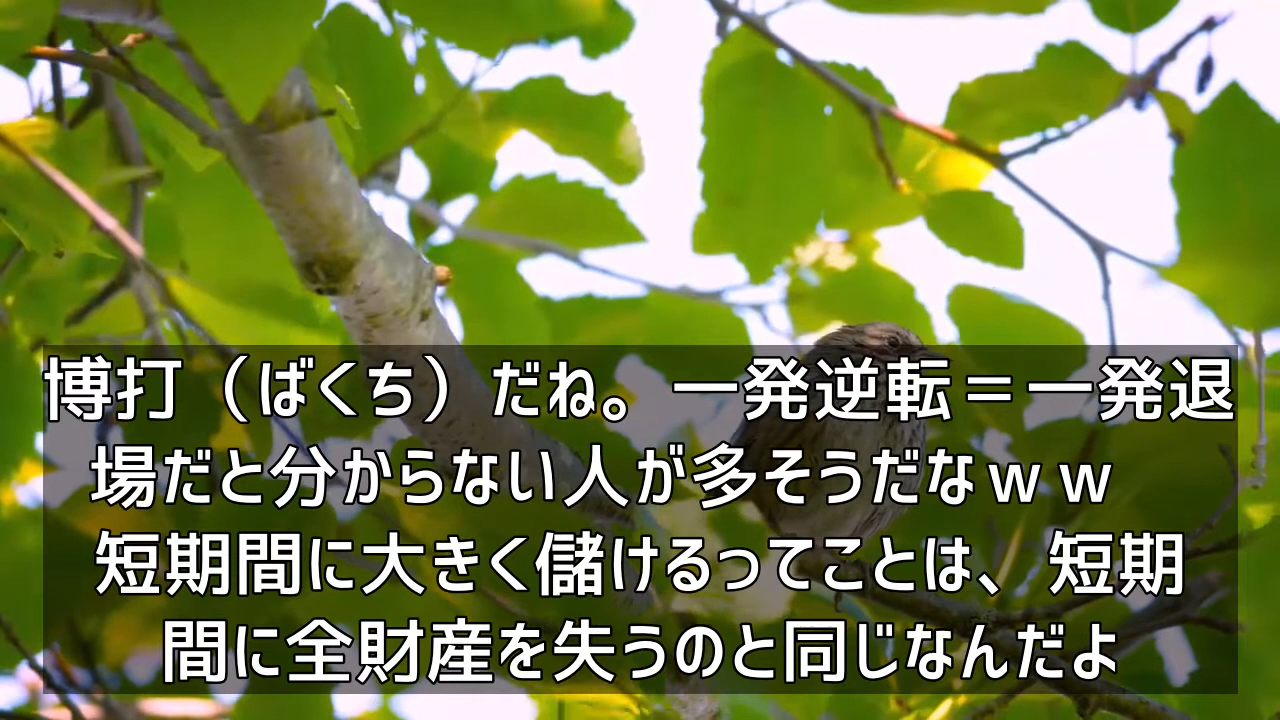 博打（ばくち）だね。一発逆転＝一発退
場だと分からない人が多そうだなｗｗ
短期間に大きく儲けるってことは、短期
間に全財産を失うのと同じなんだよ